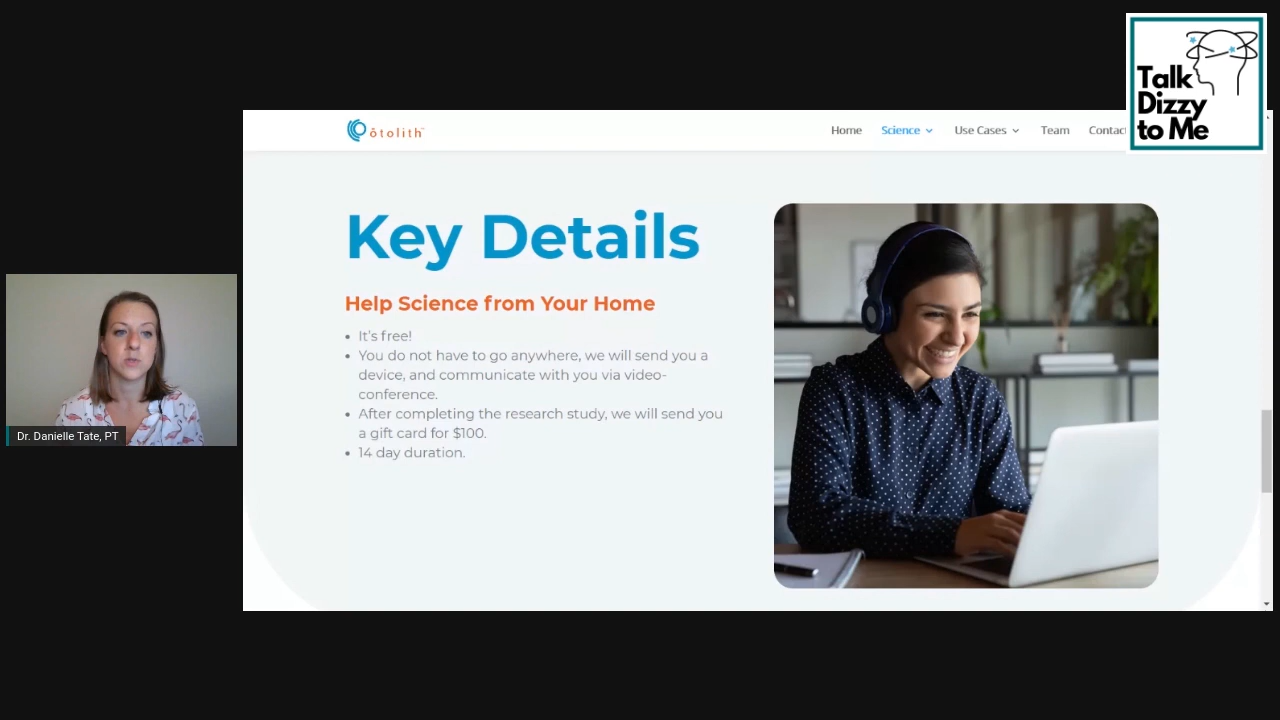 Talk
Dizzy
to Me
ōtolith™
Home Science Use Cases Team Contact
Key Details
Help Science from Your Home
• It's free!
• You do not have to go anywhere, we will send you a
device, and communicate with you via video-
conference.
• After completing the research study, we will send you
a gift card for $100.
• 14 day duration.
Dr. Danielle Tate, PT